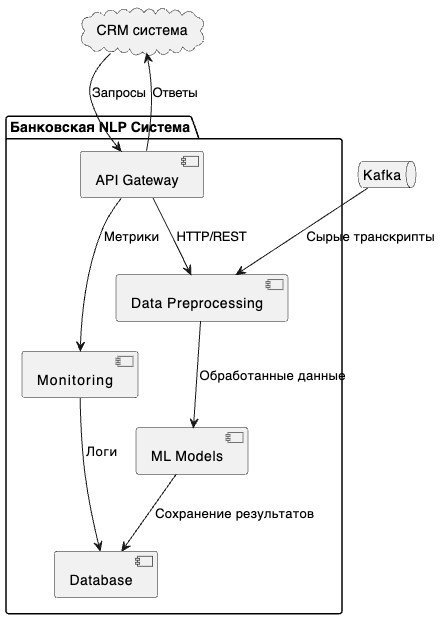 CRM система
Запросы
Ответы
Банковская NLP Система
API Gateway
Kafka
Метрики
HTTP/REST
Сырые транскрипты
Data Preprocessing
Monitoring
Обработанные данные
Логи
ML Models
Сохранение результатов
Database